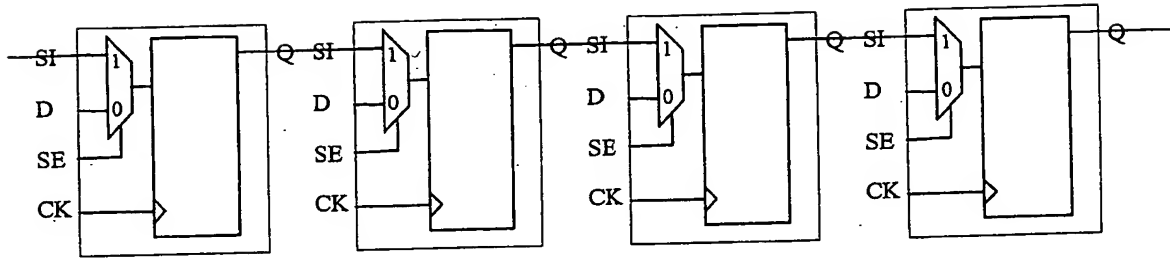 SI 1 Q SI 1 Q SI 1 Q SI 1 Q
D 0 D 0 D 0 D 0
SE SE SE SE
CK CK CK CK